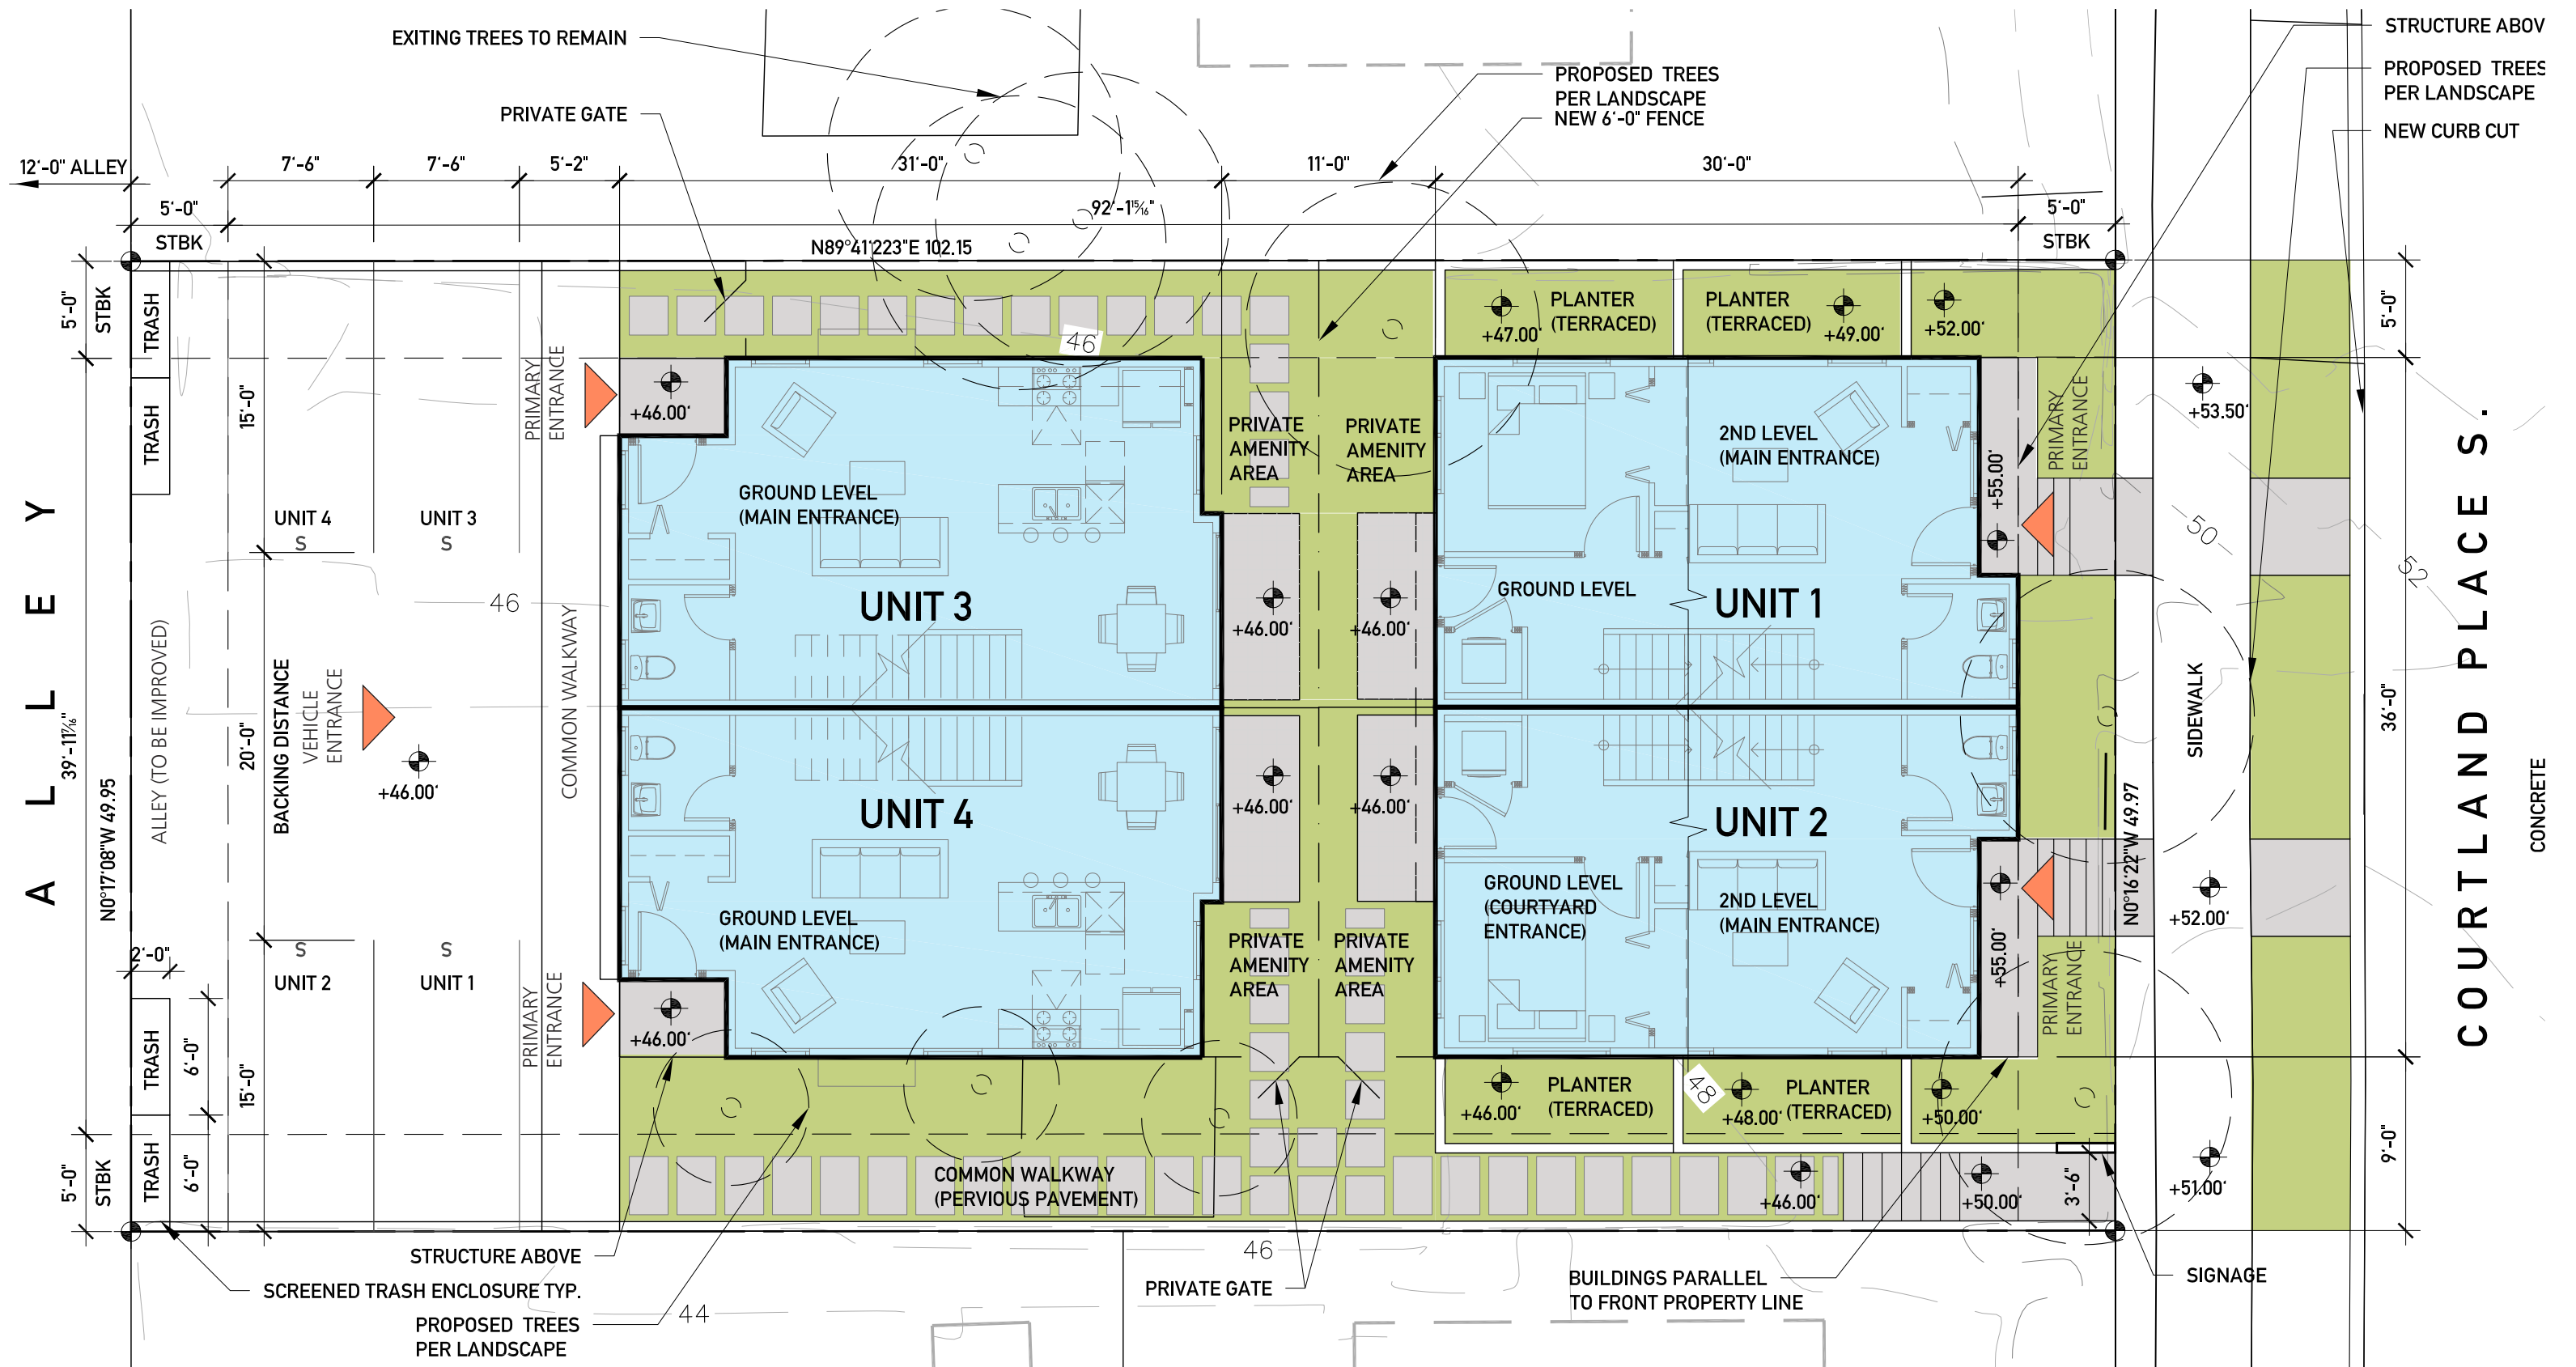 EXITING TREES TO REMAIN
STRUCTURE ABOV
PROPOSED TREES
PER LANDSCAPE
NEW 6'-0" FENCE
PROPOSED TREES
PER LANDSCAPE
NEW CURB CUT
PRIVATE GATE
12'-0" ALLEY
7'-6"
7'-6"
5'-2"
31'-0"
11'-0"
30'-0"
5'-0"
92'-1 15/16"
5'-0"
STBK
N89°41'223"E 102.15
STBK
5'-0"
STBK
TRASH
TRASH
PLANTER
(TERRACED)
+47.00'
PLANTER
(TERRACED)
+49.00'
+52.00'
5'-0"
46
15'-0"
PRIMARY
ENTRANCE
+46.00'
PRIVATE
AMENITY
AREA
PRIVATE
AMENITY
AREA
2ND LEVEL
(MAIN ENTRANCE)
+55.00'
PRIMARY
ENTRANCE
+53.50'
GROUND LEVEL
(MAIN ENTRANCE)
UNIT 4
S
UNIT 3
S
50
52
46
GROUND LEVEL
UNIT 3
UNIT 1
+46.00'
+46.00'
ALLEY
39'-11 7/16"
N0°17'08"W 49.95
ALLEY (TO BE IMPROVED)
20'-0"
BACKING DISTANCE
VEHICLE
ENTRANCE
+46.00'
COMMON WALKWAY
SIDEWALK
36'-0"
COURTLAND PLACE S.
CONCRETE
UNIT 4
UNIT 2
+46.00'
+46.00'
N0°16'22"W 49.97
GROUND LEVEL
(MAIN ENTRANCE)
GROUND LEVEL
(COURTYARD
ENTRANCE)
2ND LEVEL
(MAIN ENTRANCE)
+52.00'
2'-0"
S
UNIT 2
S
UNIT 1
PRIVATE
AMENITY
AREA
PRIVATE
AMENITY
AREA
+55.00'
PRIMARY
ENTRANCE
PRIMARY
ENTRANCE
+46.00'
TRASH
6'-0"
15'-0"
+46.00'
PLANTER
(TERRACED)
48
+48.00'
PLANTER
(TERRACED)
+50.00'
5'-0"
STBK
TRASH
6'-0"
COMMON WALKWAY
(PERVIOUS PAVEMENT)
+46.00'
+50.00'
3'-6"
+51.00'
9'-0"
STRUCTURE ABOVE
46
SCREENED TRASH ENCLOSURE TYP.
PRIVATE GATE
BUILDINGS PARALLEL
TO FRONT PROPERTY LINE
SIGNAGE
44
PROPOSED TREES
PER LANDSCAPE